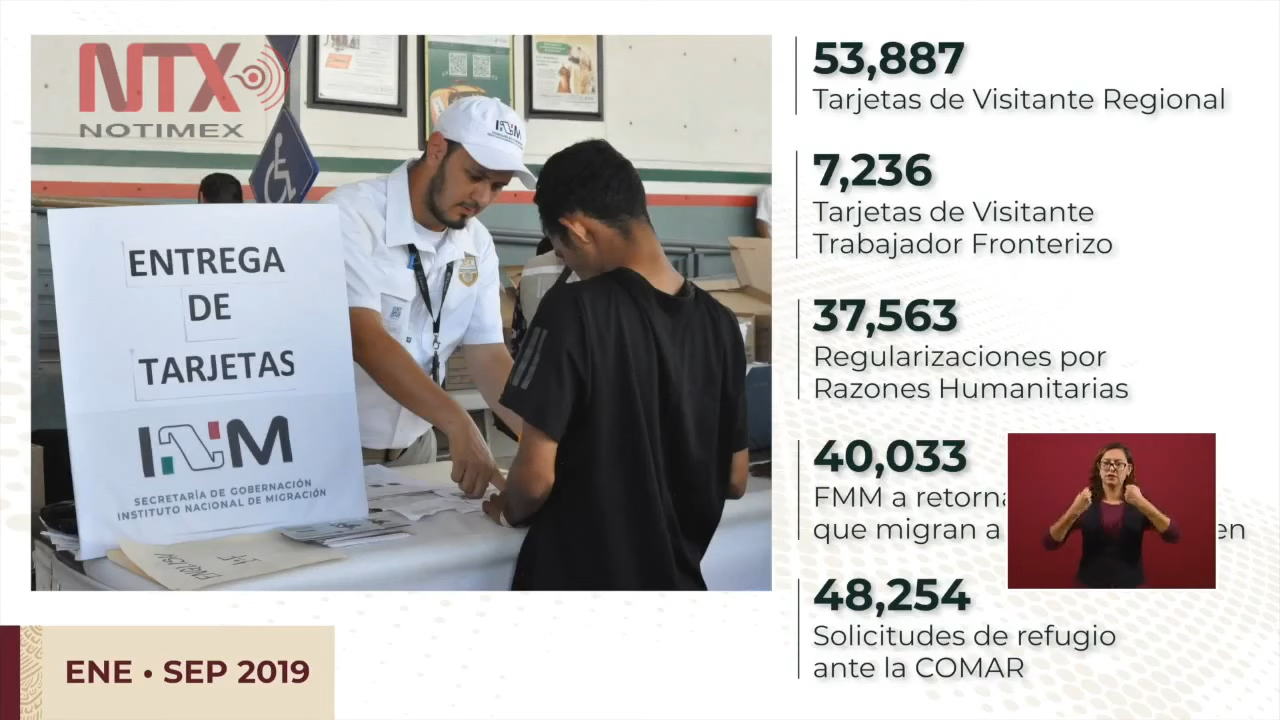 NTX
NOTIMEX
ENTREGA
DE
TARJETAS
INM
SECRETARÍA DE GOBERNACIÓN
INSTITUTO NACIONAL DE MIGRACIÓN
ENGLISH
ENE • SEP 2019
53,887
Tarjetas de Visitante Regional
7,236
Tarjetas de Visitante
Trabajador Fronterizo
37,563
Regularizaciones por
Razones Humanitarias
40,033
FMM a retorna
que migran a en
48,254
Solicitudes de refugio
ante la COMAR